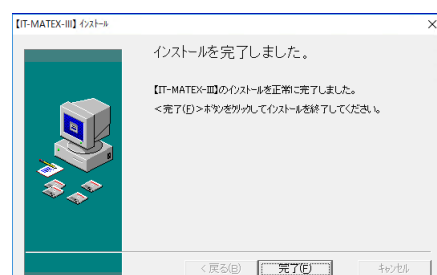 【IT-MATEX-Ⅲ】 ｲﾝｽﾄｰﾙ
インストールを完了しました。
【IT-MATEX-Ⅲ】のｲﾝｽﾄｰﾙを正常に完了しました。
＜完了(F)＞ﾎﾞﾀﾝをｸﾘｯｸしてｲﾝｽﾄｰﾙを終了してください。
< 戻る(B)
完了(F)
ｷｬﾝｾﾙ